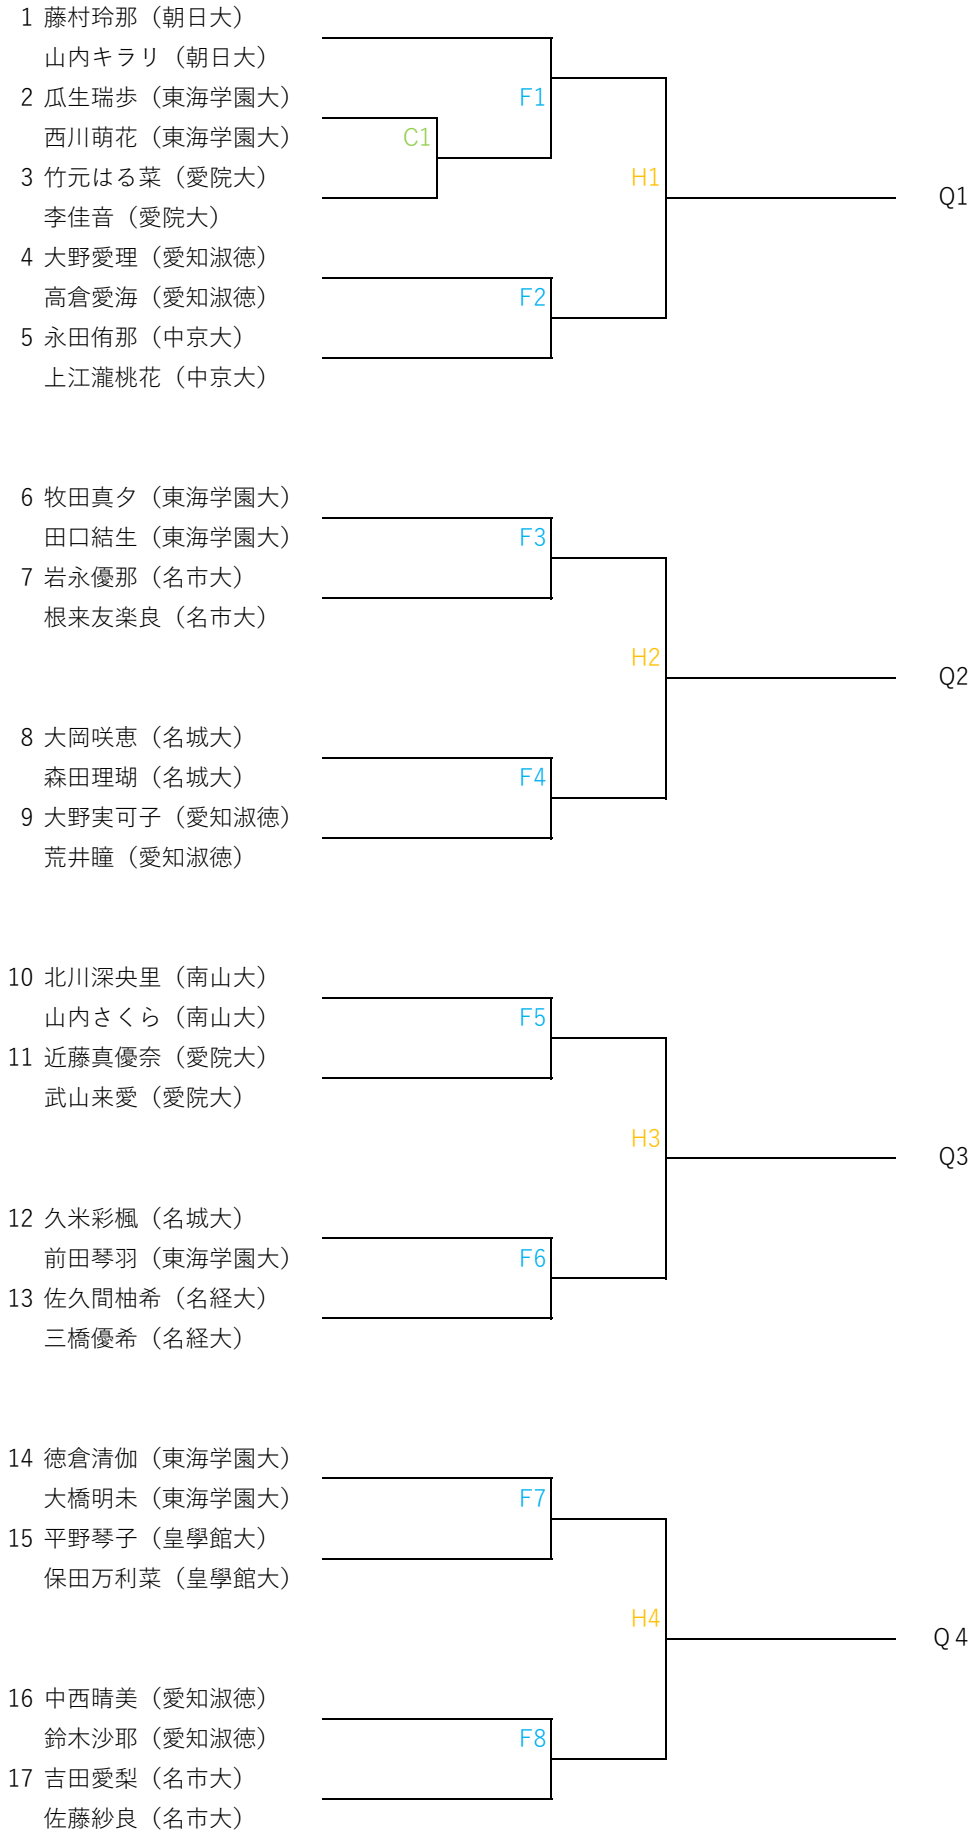 1 藤村玲那（朝日大）
山内キラリ（朝日大）
2 瓜生瑞歩（東海学園大） F1
西川萌花（東海学園大） C1
3 竹元はる菜（愛院大） H1
Q1
李佳音（愛院大）
4 大野愛理（愛知淑徳）
高倉愛海（愛知淑徳） F2
5 永田侑那（中京大）
上江瀧桃花（中京大）
6 牧田真夕（東海学園大）
田口結生（東海学園大） F3
7 岩永優那（名市大）
根来友楽良（名市大）
H2
Q2
8 大岡咲恵（名城大）
森田理瑚（名城大） F4
9 大野実可子（愛知淑徳）
荒井瞳（愛知淑徳）
10 北川深央里（南山大）
山内さくら（南山大） F5
11 近藤真優奈（愛院大）
武山来愛（愛院大）
H3
Q3
12 久米彩楓（名城大）
前田琴羽（東海学園大） F6
13 佐久間柚希（名経大）
三橋優希（名経大）
14 徳倉清伽（東海学園大）
大橋明未（東海学園大） F7
15 平野琴子（皇學館大）
保田万利菜（皇學館大）
H4
Q 4
16 中西晴美（愛知淑徳）
鈴木沙耶（愛知淑徳） F8
17 吉田愛梨（名市大）
佐藤紗良（名市大）